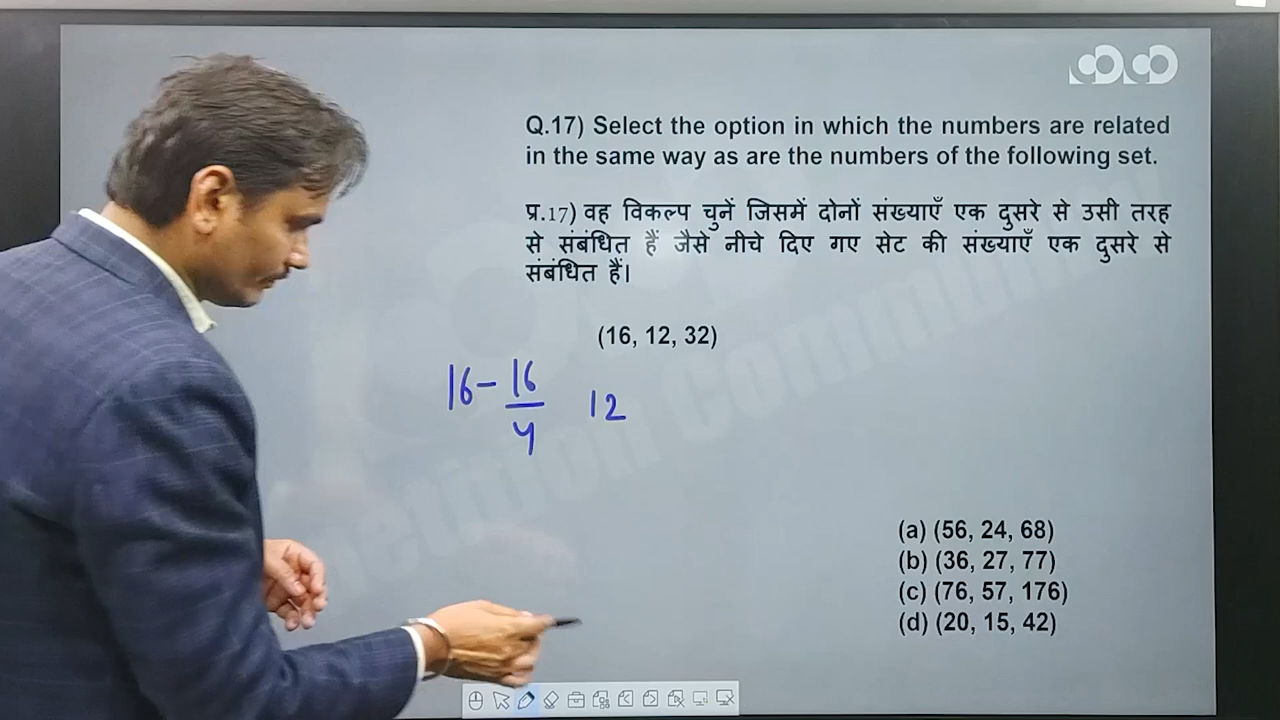 Q.17) Select the option in which the numbers are related
in the same way as are the numbers of the following set.
प्र.17) वह विकल्प चुनें जिसमें दोनों संख्याएँ एक दुसरे से उसी तरह
से संबंधित हैं जैसे नीचे दिए गए सेट की संख्याएँ एक दुसरे से
संबंधित हैं।
(16, 12, 32)
16 - 16/4 12
(a) (56, 24, 68)
(b) (36, 27, 77)
(c) (76, 57, 176)
(d) (20, 15, 42)